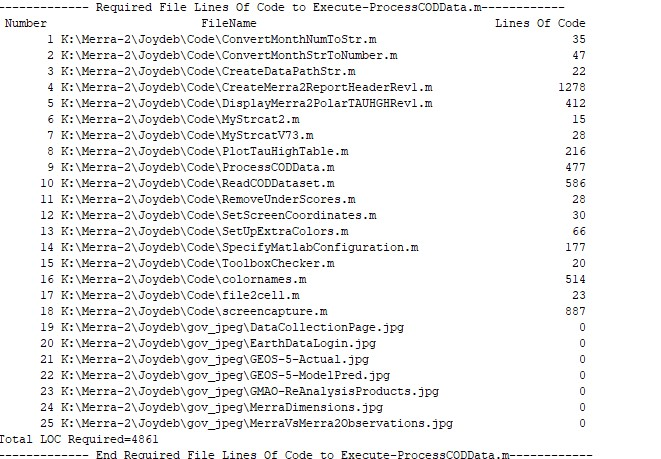 ------------- Required File Lines Of Code to Execute-ProcessCODData.m------------
Number FileName Lines Of Code
1 K:\Merra-2\Joydeb\Code\ConvertMonthNumToStr.m 35
2 K:\Merra-2\Joydeb\Code\ConvertMonthStrToNumber.m 47
3 K:\Merra-2\Joydeb\Code\CreateDataPathStr.m 22
4 K:\Merra-2\Joydeb\Code\CreateMerra2ReportHeaderRev1.m 1278
5 K:\Merra-2\Joydeb\Code\DisplayMerra2PolarTAUHGHRev1.m 412
6 K:\Merra-2\Joydeb\Code\MyStrcat2.m 15
7 K:\Merra-2\Joydeb\Code\MyStrcatV73.m 28
8 K:\Merra-2\Joydeb\Code\PlotTauHighTable.m 216
9 K:\Merra-2\Joydeb\Code\ProcessCODData.m 477
10 K:\Merra-2\Joydeb\Code\ReadCODDataset.m 586
11 K:\Merra-2\Joydeb\Code\RemoveUnderScores.m 28
12 K:\Merra-2\Joydeb\Code\SetScreenCoordinates.m 30
13 K:\Merra-2\Joydeb\Code\SetUpExtraColors.m 66
14 K:\Merra-2\Joydeb\Code\SpecifyMatlabConfiguration.m 177
15 K:\Merra-2\Joydeb\Code\ToolboxChecker.m 20
16 K:\Merra-2\Joydeb\Code\colornames.m 514
17 K:\Merra-2\Joydeb\Code\file2cell.m 23
18 K:\Merra-2\Joydeb\Code\screencapture.m 887
19 K:\Merra-2\Joydeb\gov_jpeg\DataCollectionPage.jpg 0
20 K:\Merra-2\Joydeb\gov_jpeg\EarthDataLogin.jpg 0
21 K:\Merra-2\Joydeb\gov_jpeg\GEOS-5-Actual.jpg 0
22 K:\Merra-2\Joydeb\gov_jpeg\GEOS-5-ModelPred.jpg 0
23 K:\Merra-2\Joydeb\gov_jpeg\GMAO-ReAnalysisProducts.jpg 0
24 K:\Merra-2\Joydeb\gov_jpeg\MerraDimensions.jpg 0
25 K:\Merra-2\Joydeb\gov_jpeg\MerraVsMerra2Observations.jpg 0
Total LOC Required=4861
------------- End Required File Lines Of Code to Execute-ProcessCODData.m------------